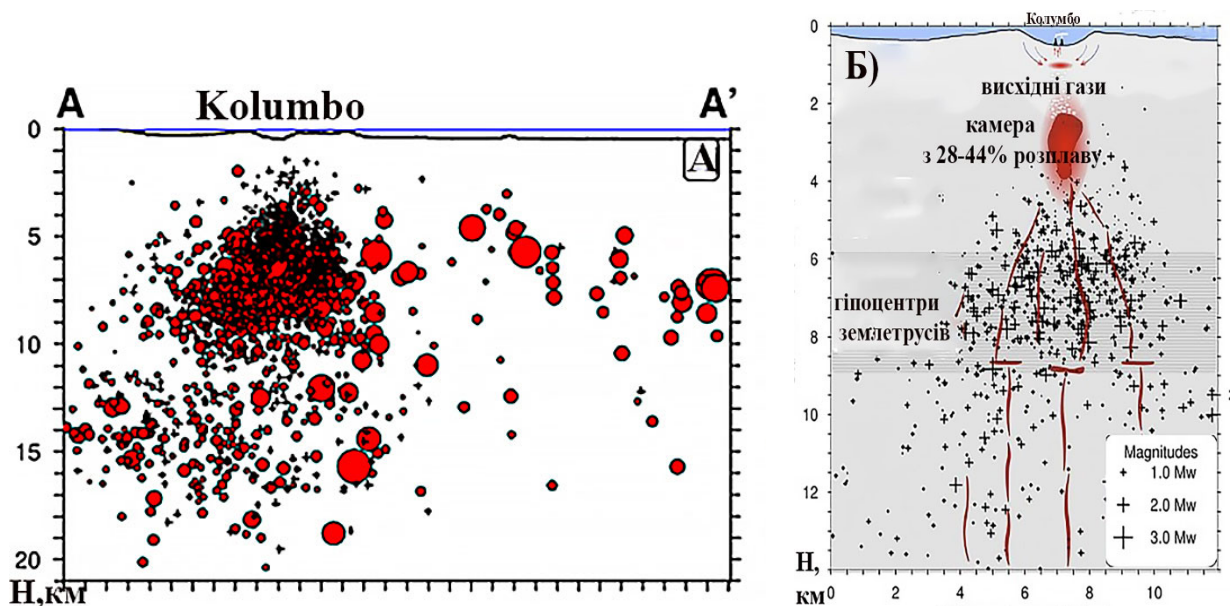 A Kolumbo A'
A
0
5
10
15
20
Н,км
Колумбо
Б)
висхідні гази
камера
з 28-44% розплаву
гіпоцентри
землетрусів
0
2
4
6
8
10
12
Н,
км
0 2 4 6 8 10
Magnitudes
1.0 Mw
2.0 Mw
3.0 Mw